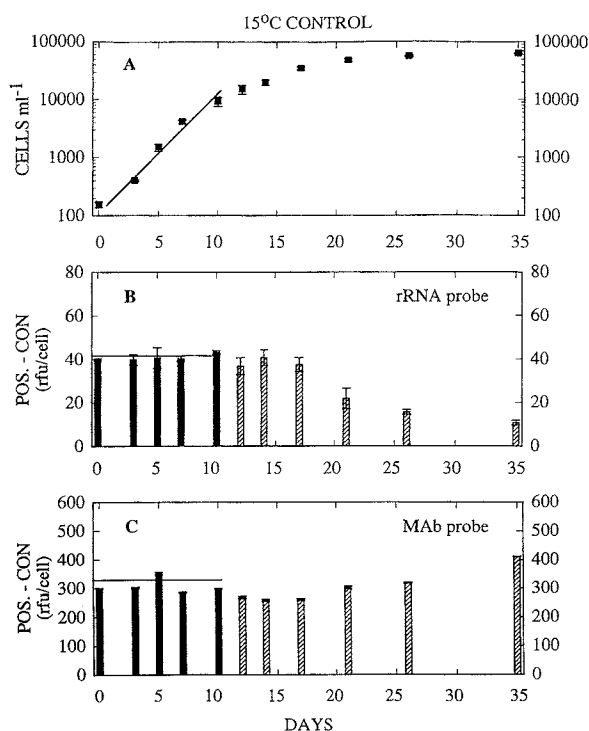 15°C CONTROL
A
CELLS ml⁻¹
100000
10000
1000
100
100000
10000
1000
100
0 5 10 15 20 25 30 35
B
rRNA probe
POS. - CON
(rfu/cell)
80
60
40
20
0
80
60
40
20
0
0 5 10 15 20 25 30 35
C
MAb probe
POS. - CON
(rfu/cell)
600
500
400
300
200
100
0
600
500
400
300
200
100
0
0 5 10 15 20 25 30 35
DAYS